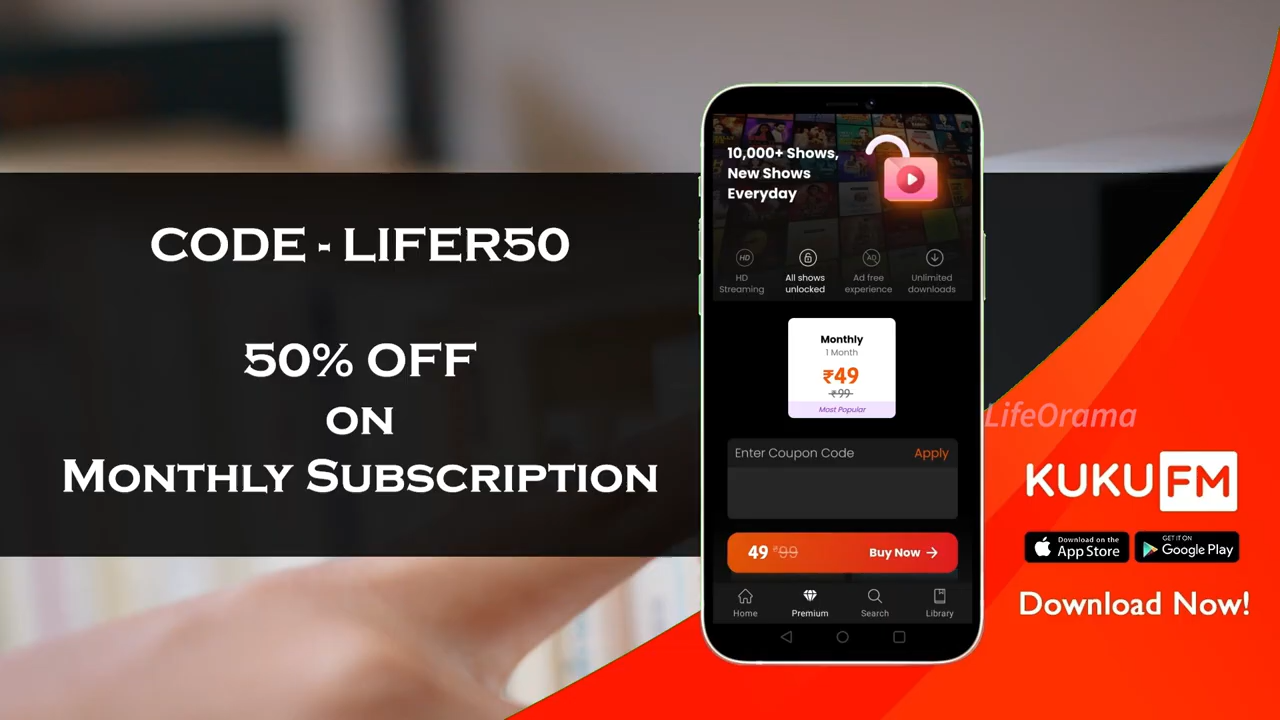 CODE - LIFER50
50% OFF
ON
MONTHLY SUBSCRIPTION
10,000+ Shows,
New Shows
Everyday
HD
HD
Streaming
All shows
unlocked
AD
Ad free
experience
Unlimited
downloads
Monthly
1 Month
₹49
₹99
Most Popular
Enter Coupon Code
Apply
49 ₹99
Buy Now →
Home
Premium
Search
Library
LifeOrama
KUKU FM
Download on the
App Store
GET IT ON
Google Play
Download Now!